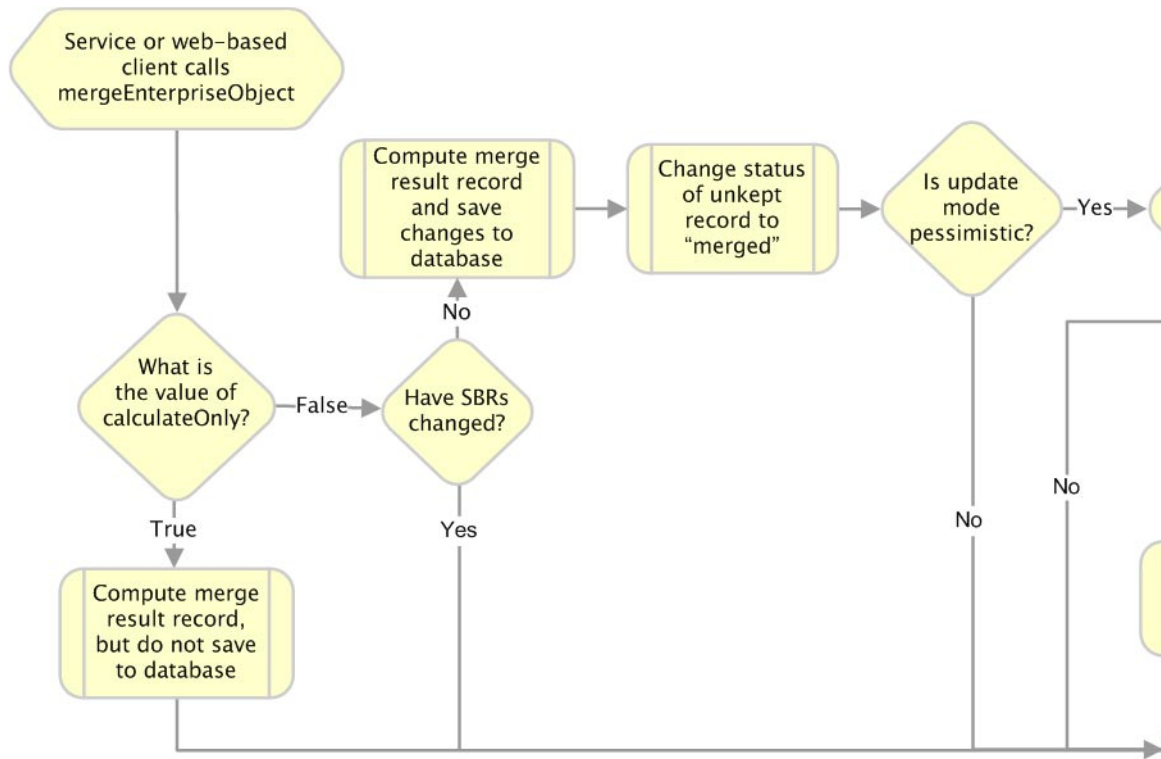 Service or web-based
client calls
mergeEnterpriseObject
Compute merge
result record
and save
changes to
database
Change status
of unkept
record to
“merged”
Is update
mode
pessimistic?
Yes
No
What is
the value of
calculateOnly?
False
Have SBRs
changed?
No
No
True
Yes
Compute merge
result record,
but do not save
to database